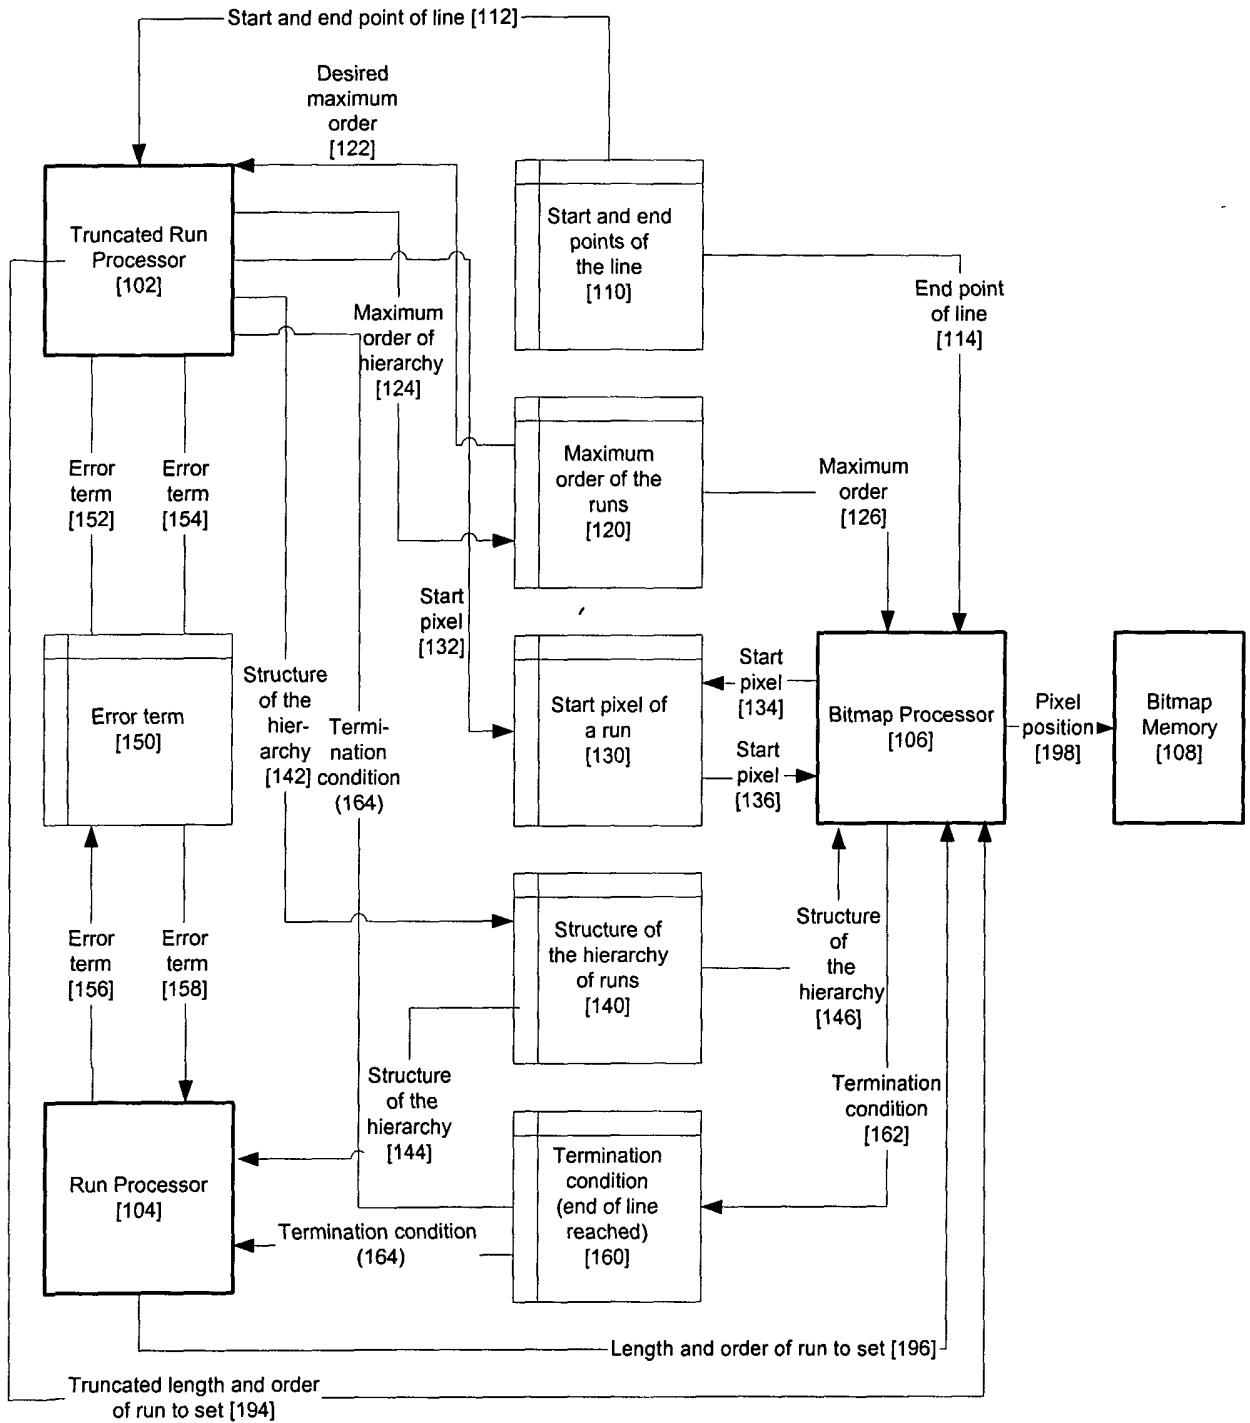 Start and end point of line [112]
Desired
maximum
order
[122]
Truncated Run
Processor
[102]
Start and end
points of
the line
[110]
End point
of line
[114]
Maximum
order of
hierarchy
[124]
Maximum
order of the
runs
[120]
Maximum
order
[126]
Error
term
[152]
Error
term
[154]
Start
pixel
[132]
Error term
[150]
Structure
of the
hier-
archy
[142]
Termi-
nation
condition
(164)
Start pixel of
a run
[130]
Start
pixel
[134]
Start
pixel
[136]
Bitmap Processor
[106]
Pixel
position
[198]
Bitmap
Memory
[108]
Error
term
[156]
Error
term
[158]
Structure of
the hierarchy
of runs
[140]
Structure
of
the
hierarchy
[146]
Structure
of the
hierarchy
[144]
Termination
condition
[162]
Run Processor
[104]
Termination
condition
(end of line
reached)
[160]
Termination condition
(164)
Length and order of run to set [196]
Truncated length and order
of run to set [194]